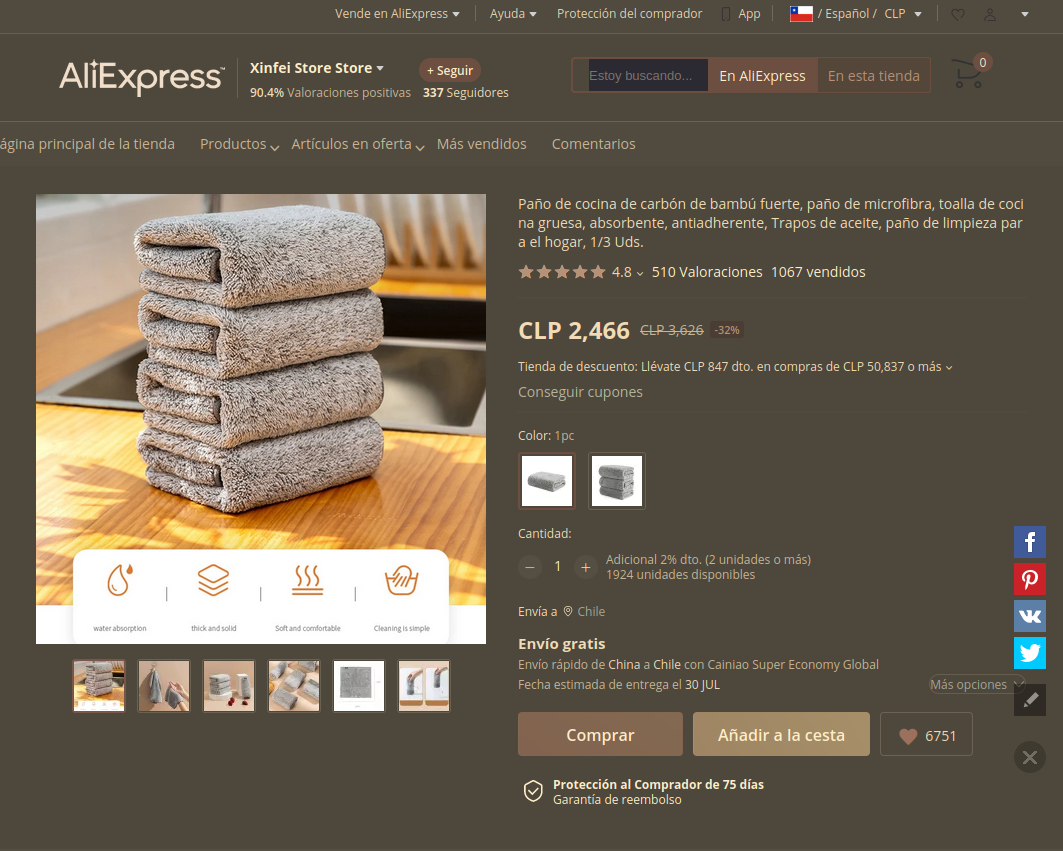 Vende en AliExpress
Ayuda
Protección del comprador
App
/ Español / CLP
AliExpress™
Xinfei Store Store
+ Seguir
90.4% Valoraciones positivas
337 Seguidores
Estoy buscando...
En AliExpress
En esta tienda
0
ágina principal de la tienda
Productos
Artículos en oferta
Más vendidos
Comentarios
Paño de cocina de carbón de bambú fuerte, paño de microfibra, toalla de coci
na gruesa, absorbente, antiadherente, Trapos de aceite, paño de limpieza par
a el hogar, 1/3 Uds.
4.8 510 Valoraciones 1067 vendidos
CLP 2,466 CLP 3,626 -32%
Tienda de descuento: Llévate CLP 847 dto. en compras de CLP 50,837 o más
Conseguir cupones
Color: 1pc
Cantidad:
− 1 +
Adicional 2% dto. (2 unidades o más)
1924 unidades disponibles
Envía a Chile
Envío gratis
Envío rápido de China a Chile con Cainiao Super Economy Global
Fecha estimada de entrega el 30 JUL
Más opciones
Comprar
Añadir a la cesta
6751
Protección al Comprador de 75 días
Garantía de reembolso
water absorption
thick and solid
Soft and comfortable
Cleaning is simple